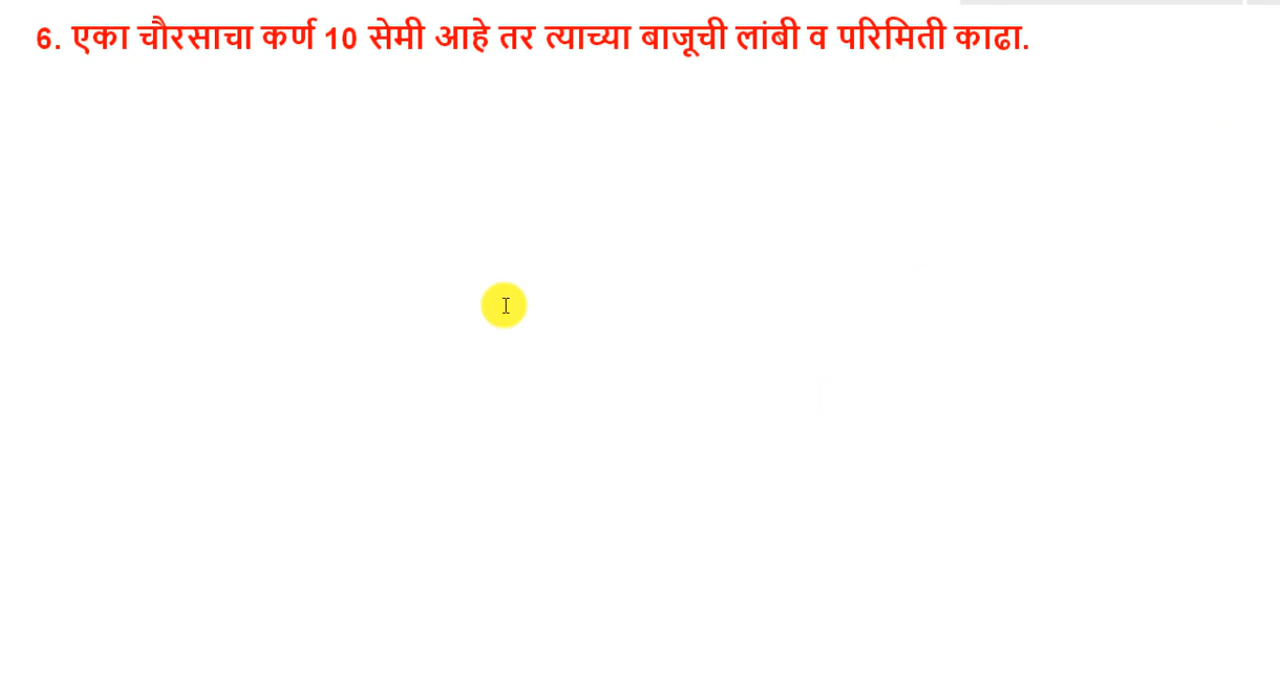 6. एका चौरसाचा कर्ण 10 सेमी आहे तर त्याच्या बाजूची लांबी व परिमिती काढा.